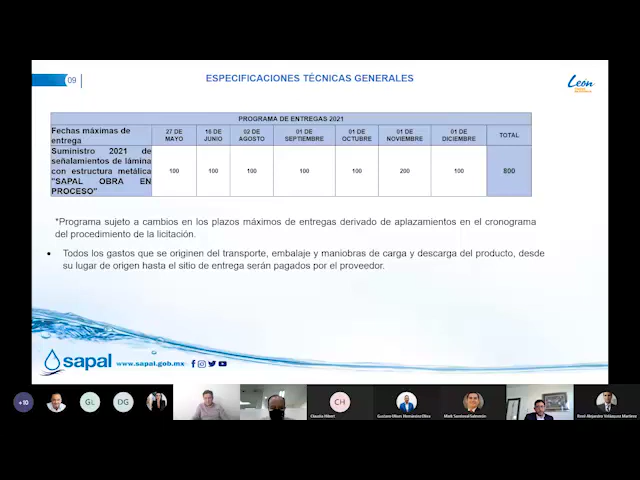 09
ESPECIFICACIONES TÉCNICAS GENERALES
León
PROGRAMA DE ENTREGAS 2021
Fechas máximas de entrega
27 DE MAYO
18 DE JUNIO
02 DE AGOSTO
01 DE SEPTIEMBRE
01 DE OCTUBRE
01 DE NOVIEMBRE
01 DE DICIEMBRE
TOTAL
Suministro 2021 de
señalamientos de lámina
con estructura metálica
"SAPAL OBRA EN
PROCESO"
100 100 100 100 100 200 100 800
*Programa sujeto a cambios en los plazos máximos de entregas derivado de aplazamientos en el cronograma
del procedimiento de la licitación.
• Todos los gastos que se originen del transporte, embalaje y maniobras de carga y descarga del producto, desde
su lugar de origen hasta el sitio de entrega serán pagados por el proveedor.
sapal www.sapal.gob.mx
+10 GL DG CH